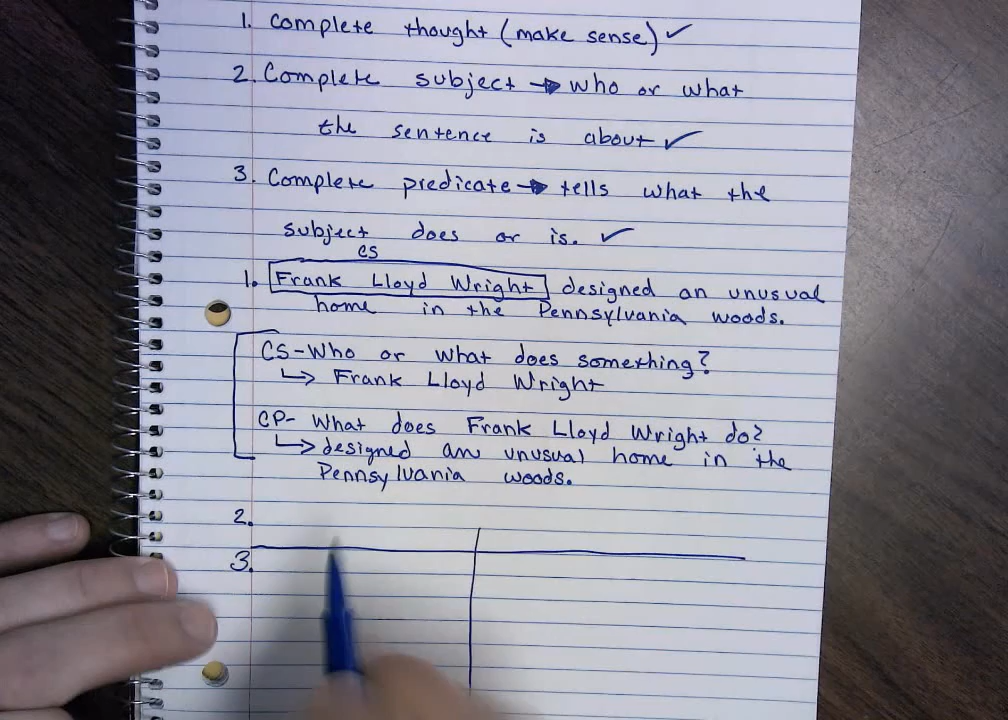 1. Complete thought (make sense) ✓
2. Complete subject → who or what
the sentence is about ✓
3. Complete predicate → tells what the
subject does or is. ✓
CS
1. Frank Lloyd Wright designed an unusual
home in the Pennsylvania woods.
CS-Who or what does something?
↳ Frank Lloyd Wright
CP- What does Frank Lloyd Wright do?
↳ designed an unusual home in the
Pennsylvania woods.
2.
3.